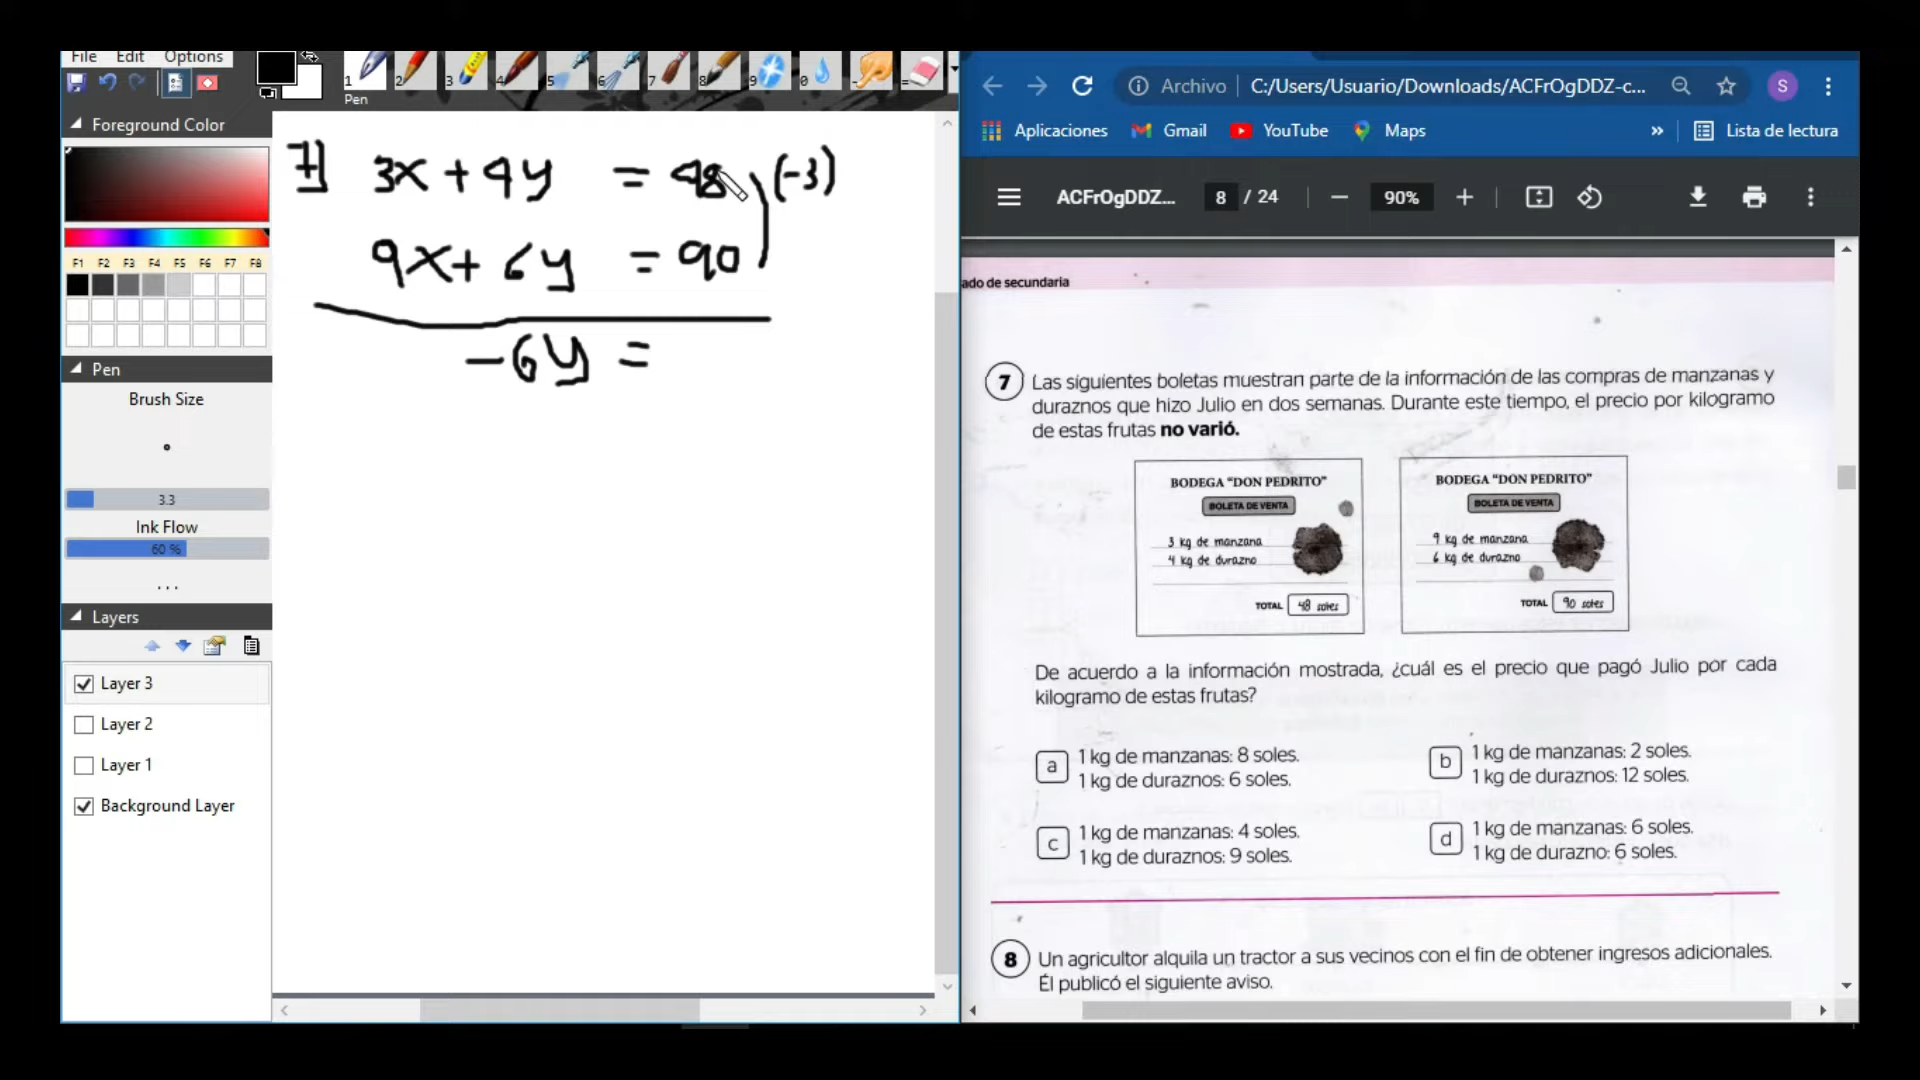 File Edit Options
1 2 3 4 5 6 7 8 9 0 - =
Pen
Foreground Color
F1 F2 F3 F4 F5 F6 F7 F8
Pen
Brush Size
3.3
Ink Flow
60 %
...
Layers
Layer 3
Layer 2
Layer 1
Background Layer
7] 3x + 4y = 48 (-3)
9x + 6y = 90
-6y =
Archivo C:/Users/Usuario/Downloads/ACFrOgDDZ-c... S
Aplicaciones Gmail YouTube Maps » Lista de lectura
ACFrOgDDZ... 8 / 24 — 90% +
ado de secundaria
7 Las siguientes boletas muestran parte de la información de las compras de manzanas y
duraznos que hizo Julio en dos semanas. Durante este tiempo, el precio por kilogramo
de estas frutas no varió.
BODEGA “DON PEDRITO”
BOLETA DE VENTA
3 kg de manzana
4 kg de durazno
TOTAL 48 soles
BODEGA “DON PEDRITO”
BOLETA DE VENTA
9 kg de manzana
6 kg de durazno
TOTAL 90 soles
De acuerdo a la información mostrada, ¿cuál es el precio que pagó Julio por cada
kilogramo de estas frutas?
a 1 kg de manzanas: 8 soles.
1 kg de duraznos: 6 soles.
b 1 kg de manzanas: 2 soles.
1 kg de duraznos: 12 soles.
c 1 kg de manzanas: 4 soles.
1 kg de duraznos: 9 soles.
d 1 kg de manzanas: 6 soles.
1 kg de durazno: 6 soles.
8 Un agricultor alquila un tractor a sus vecinos con el fin de obtener ingresos adicionales.
Él publicó el siguiente aviso.